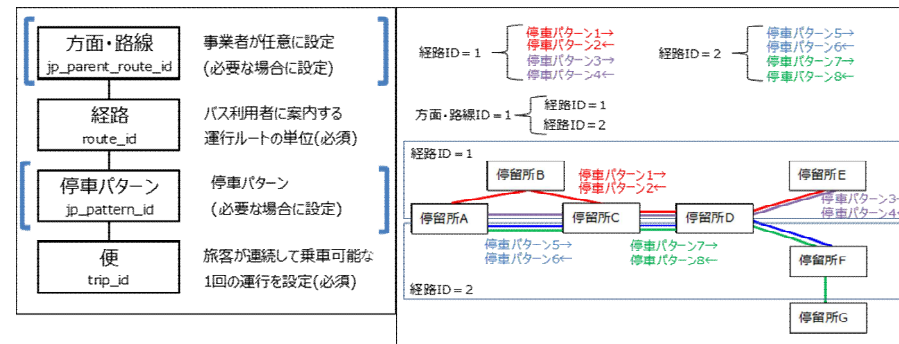 方面・路線
jp_parent_route_id
事業者が任意に設定
(必要な場合に設定)
経路
route_id
バス利用者に案内する
運行ルートの単位(必須)
停車パターン
jp_pattern_id
停車パターン
(必要な場合に設定)
便
trip_id
旅客が連続して乗車可能な
1回の運行を設定(必須)
経路ID=1
停車パターン1→
停車パターン2←
停車パターン3→
停車パターン4←
経路ID=2
停車パターン5→
停車パターン6←
停車パターン7→
停車パターン8←
方面・路線ID=1
経路ID=1
経路ID=2
経路ID=1
停留所B
停車パターン1→
停車パターン2←
停留所E
停車パターン3→
停車パターン4←
停留所A
停留所C
停留所D
停車パターン5→
停車パターン6←
停車パターン7→
停車パターン8←
停留所F
経路ID=2
停留所G